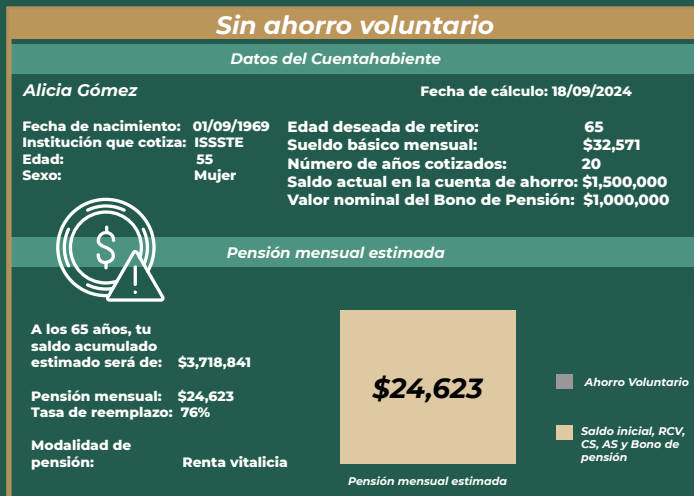 Sin ahorro voluntario
Datos del Cuentahabiente
Alicia Gómez
Fecha de cálculo: 18/09/2024
Fecha de nacimiento: 01/09/1969
Institución que cotiza: ISSSTE
Edad: 55
Sexo: Mujer
Edad deseada de retiro: 65
Sueldo básico mensual: $32,571
Número de años cotizados: 20
Saldo actual en la cuenta de ahorro: $1,500,000
Valor nominal del Bono de Pensión: $1,000,000
$
!
Pensión mensual estimada
A los 65 años, tu
saldo acumulado
estimado será de: $3,718,841
Pensión mensual: $24,623
Tasa de reemplazo: 76%
Modalidad de
pensión: Renta vitalicia
$24,623
Pensión mensual estimada
Ahorro Voluntario
Saldo inicial, RCV,
CS, AS y Bono de
pensión